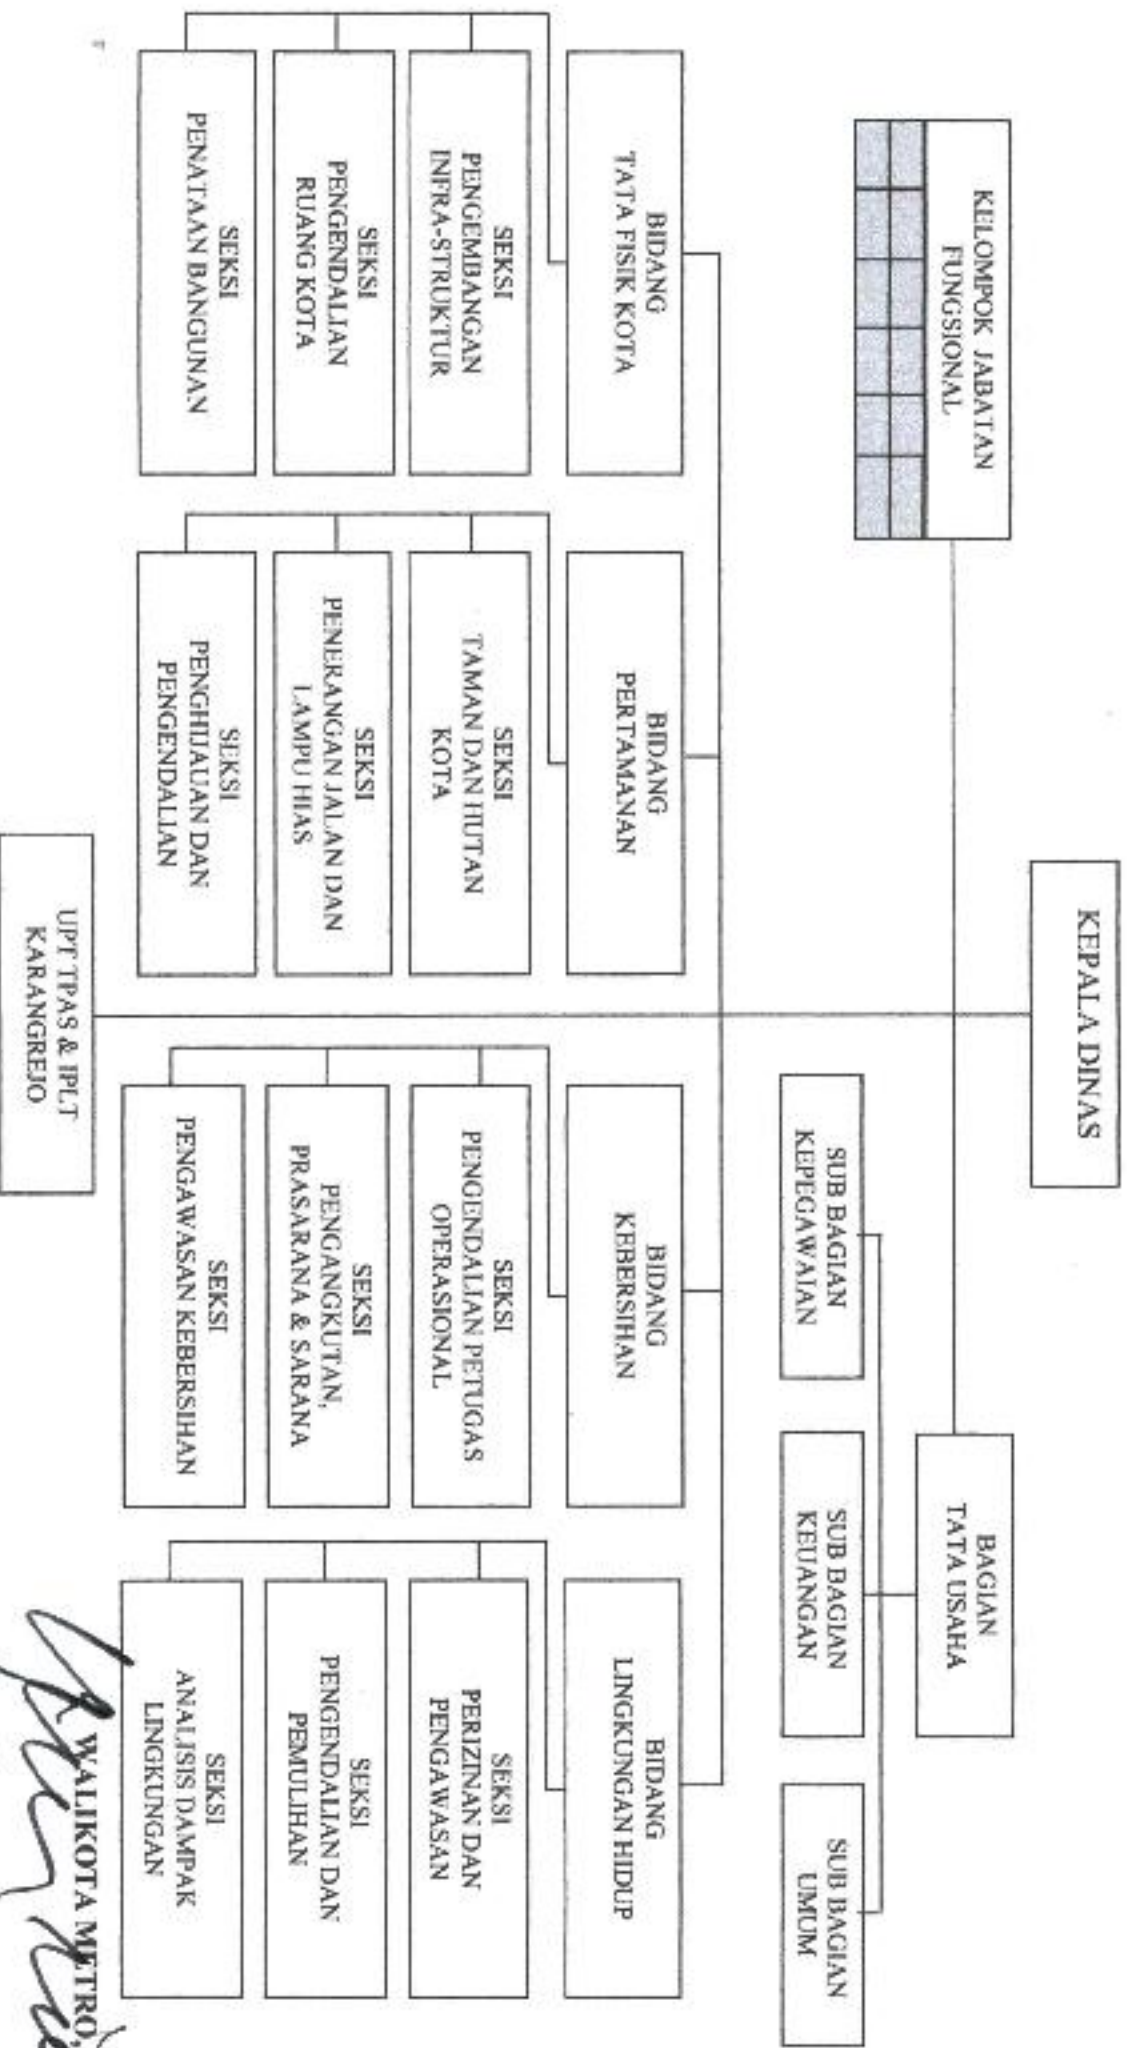 KEPALA DINAS
KELOMPOK JABATAN
FUNGSIONAL
BAGIAN
TATA USAHA
SUB BAGIAN
KEPEGAWAIAN
SUB BAGIAN
KEUANGAN
SUB BAGIAN
UMUM
BIDANG
TATA FISIK KOTA
BIDANG
PERTAMANAN
BIDANG
KEBERSIHAN
BIDANG
LINGKUNGAN HIDUP
SEKSI
PENGEMBANGAN
INFRA-STRUKTUR
SEKSI
TAMAN DAN HUTAN
KOTA
SEKSI
PENGENDALIAN PETUGAS
OPERASIONAL
SEKSI
PERIZINAN DAN
PENGAWASAN
SEKSI
PENGENDALIAN
RUANG KOTA
SEKSI
PENERANGAN JALAN DAN
LAMPU HIAS
SEKSI
PENGANGKUTAN,
PRASARANA & SARANA
SEKSI
PENGENDALIAN DAN
PEMULIHAN
SEKSI
PENATAAN BANGUNAN
SEKSI
PENGHIJAUAN DAN
PENGENDALIAN
SEKSI
PENGAWASAN KEBERSIHAN
SEKSI
ANALISIS DAMPAK
LINGKUNGAN
UPT TPAS & IPLT
KARANGREJO
WALIKOTA METRO,